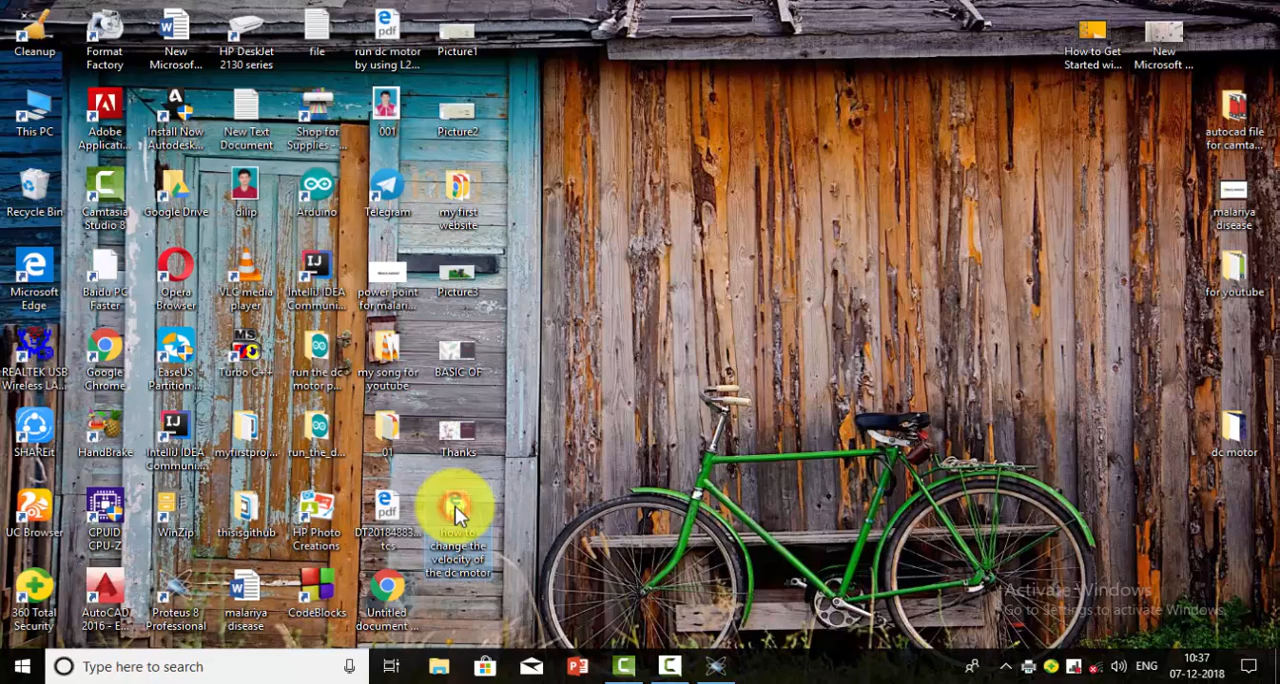 Cleanup
Format
Factory
New
Microsof...
HP DeskJet
2130 series
file
run dc motor
by using L2...
Picture1
How to Get
Started wi...
New
Microsoft ...
This PC
Adobe
Applicati...
Install Now
Autodesk...
New Text
Document
Shop for
Supplies - ...
001
Picture2
autocad file
for camta...
Recycle Bin
Camtasia
Studio 8
Google Drive
dilip
Arduino
Telegram
my first
website
malariya
disease
Microsoft
Edge
Baidu PC
Faster
Opera
Browser
VLC media
player
IntelliJ IDEA
Communi...
power point
for malari...
Picture3
for youtube
REALTEK USB
Wireless LA...
Google
Chrome
EaseUS
Partition ...
Turbo C++
run the dc
motor p...
my song for
youtube
BASIC-OF
SHAREit
HandBrake
IntelliJ IDEA
Communi...
myfirstproj...
run_the_d...
01
Thanks
dc motor
UC Browser
CPUID
CPU-Z
WinZip
thisisgithub
HP Photo
Creations
DT20184883...
tcs
how to
change the
velocity of
the dc motor
360 Total
Security
AutoCAD
2016 - E...
Proteus 8
Professional
malariya
disease
CodeBlocks
Untitled
document ...
Activate Windows
Go to Settings to activate Windows.
Type here to search
ENG
10:37
07-12-2018